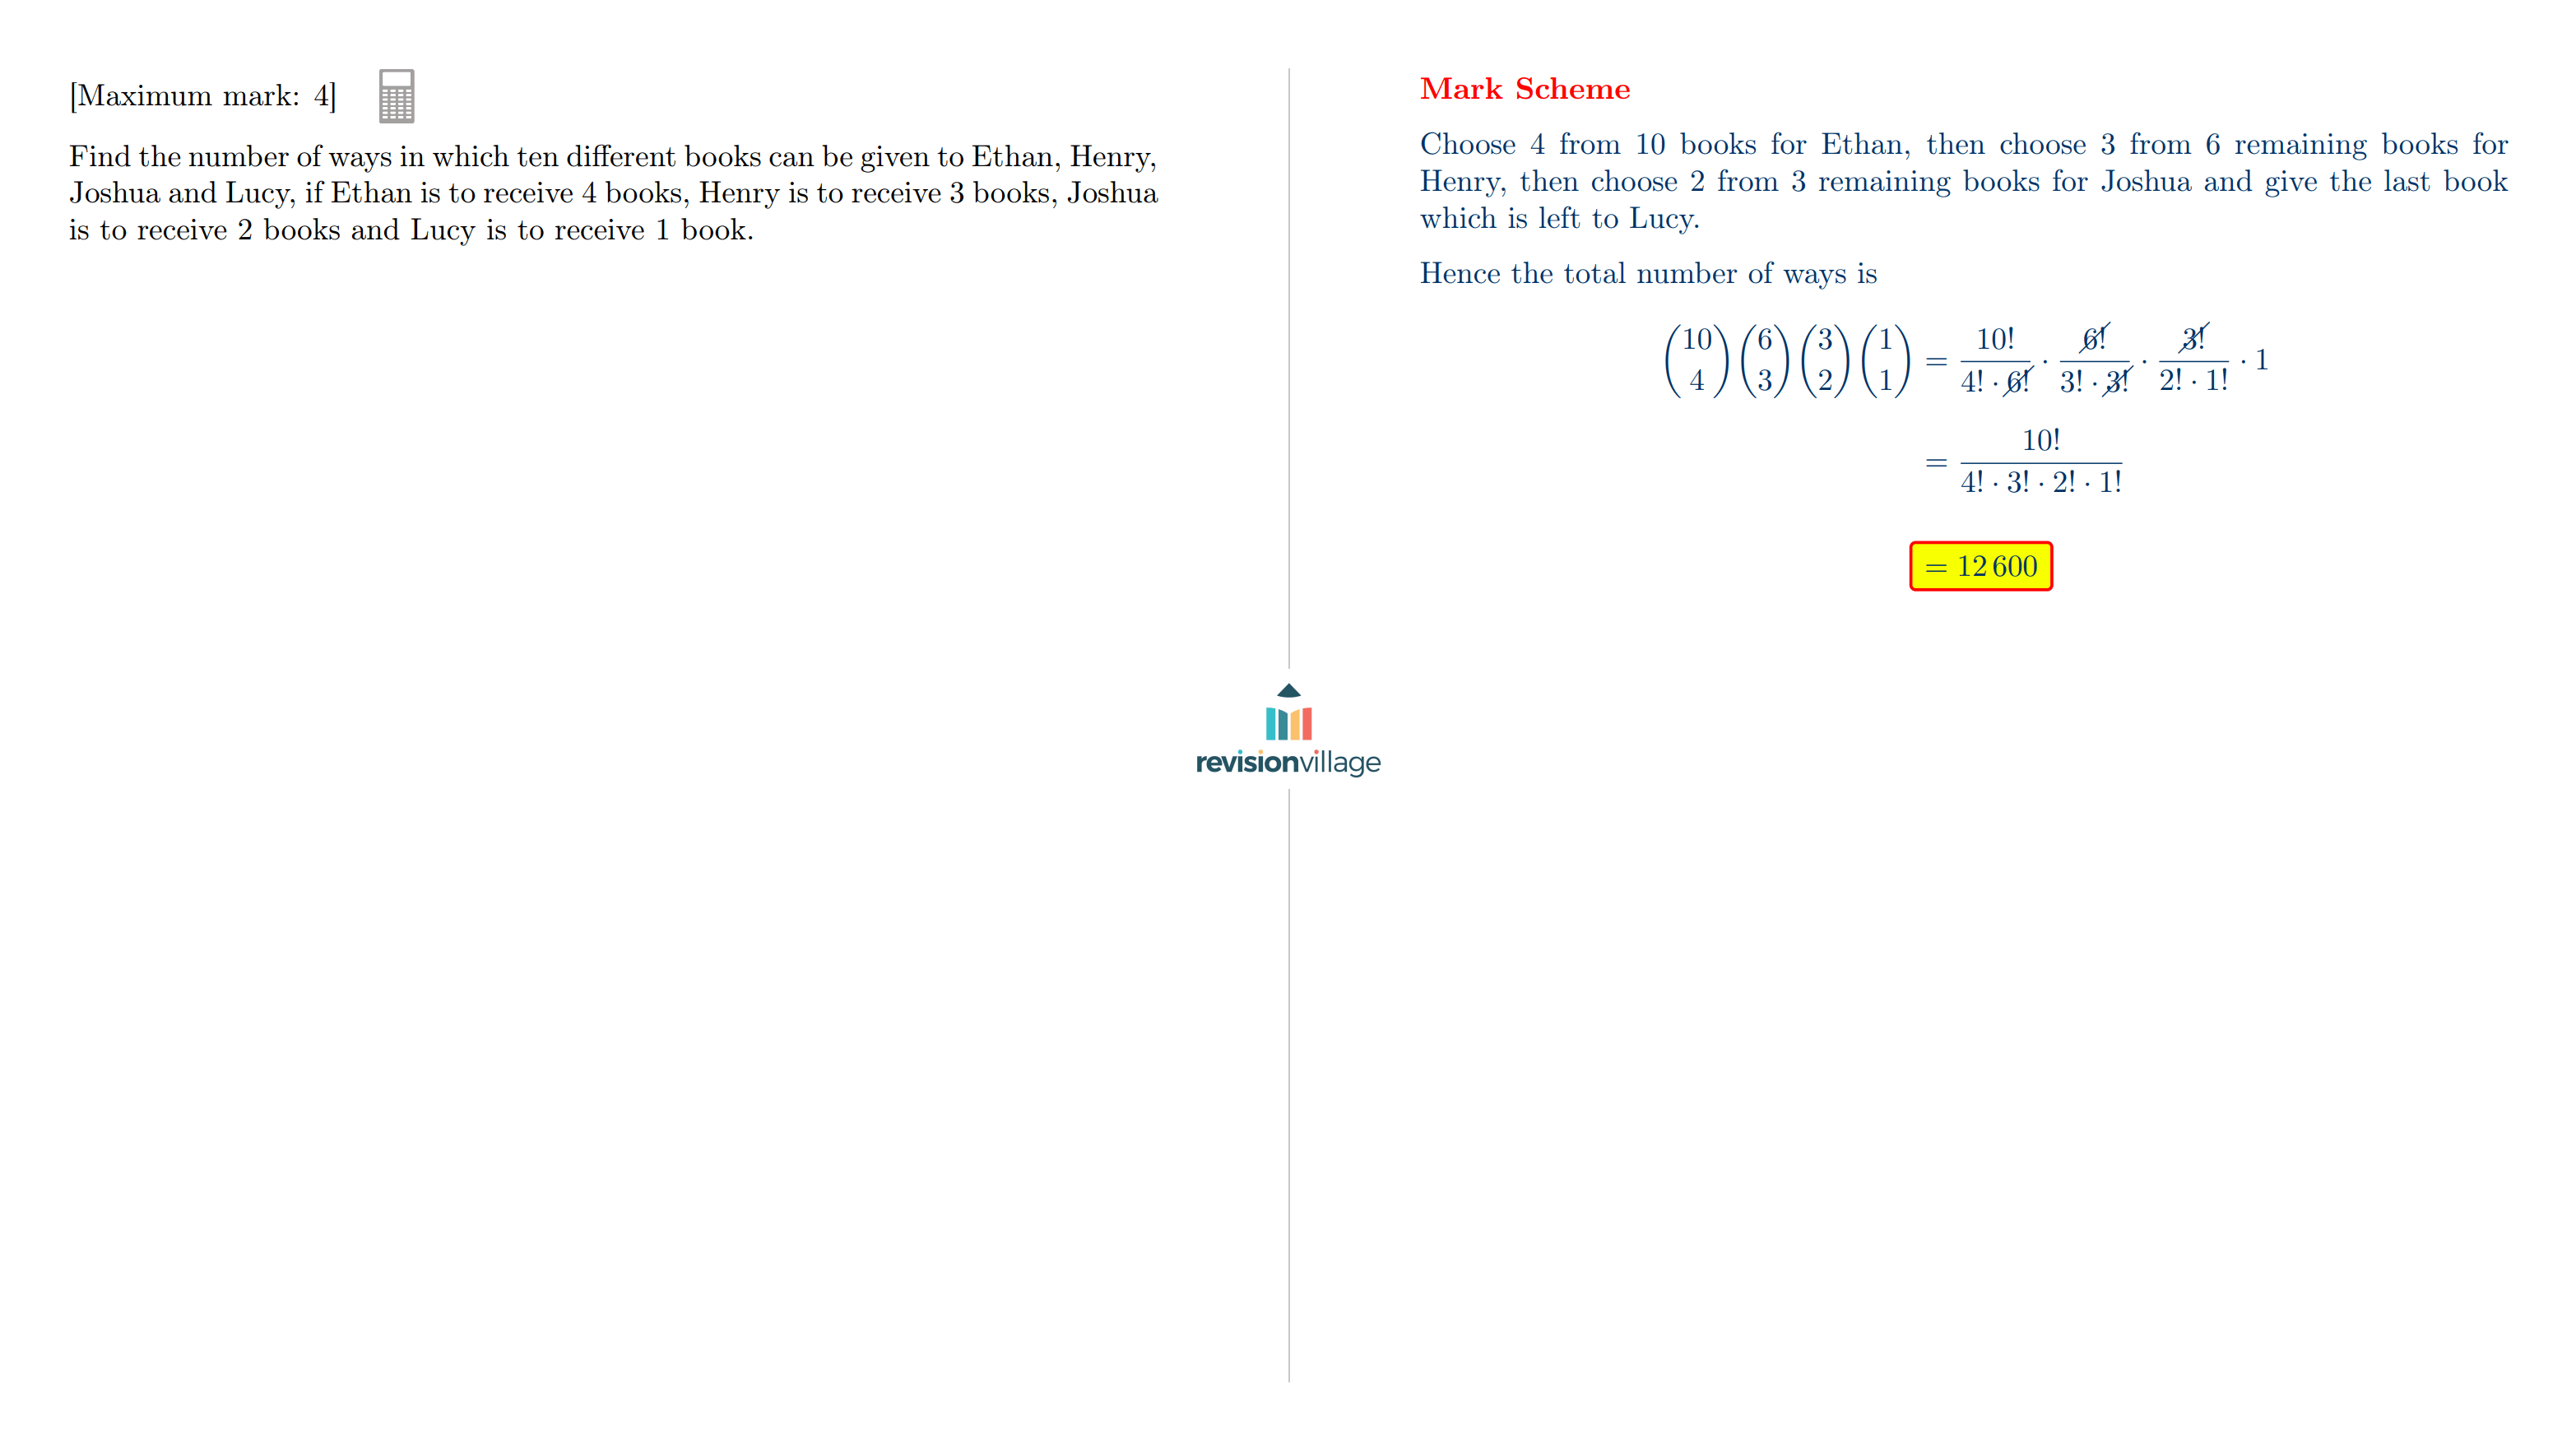 [Maximum mark: 4]
Find the number of ways in which ten different books can be given to Ethan, Henry,
Joshua and Lucy, if Ethan is to receive 4 books, Henry is to receive 3 books, Joshua
is to receive 2 books and Lucy is to receive 1 book.
Mark Scheme
Choose 4 from 10 books for Ethan, then choose 3 from 6 remaining books for
Henry, then choose 2 from 3 remaining books for Joshua and give the last book
which is left to Lucy.
Hence the total number of ways is
\binom{10}{4}\binom{6}{3}\binom{3}{2}\binom{1}{1} = \frac{10!}{4! \cdot 6!} \cdot \frac{6!}{3! \cdot 3!} \cdot \frac{3!}{2! \cdot 1!} \cdot 1
= \frac{10!}{4! \cdot 3! \cdot 2! \cdot 1!}
= 12 600
revisionvillage